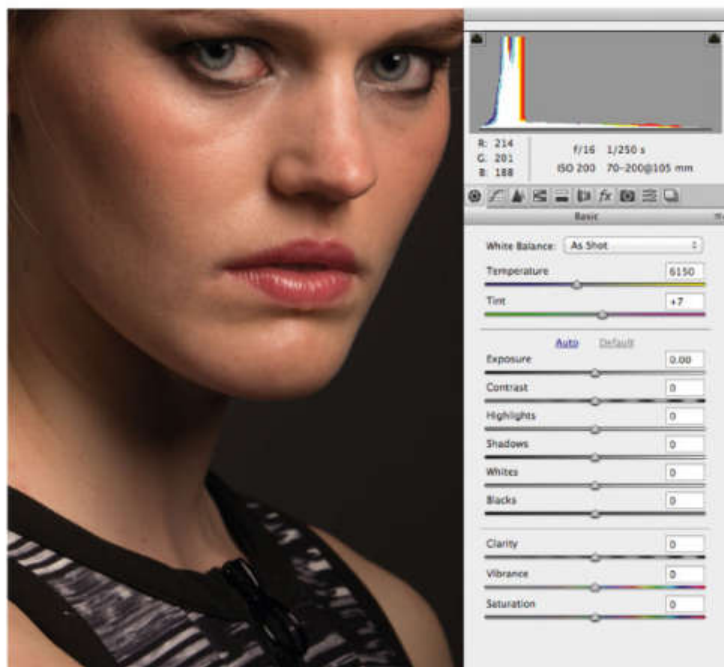 R: 214
G: 201
B: 188
f/16 1/250 s
ISO 200 70-200@105 mm
fx
Basic
White Balance: As Shot
Temperature 6150
Tint +7
Auto Default
Exposure 0.00
Contrast 0
Highlights 0
Shadows 0
Whites 0
Blacks 0
Clarity 0
Vibrance 0
Saturation 0